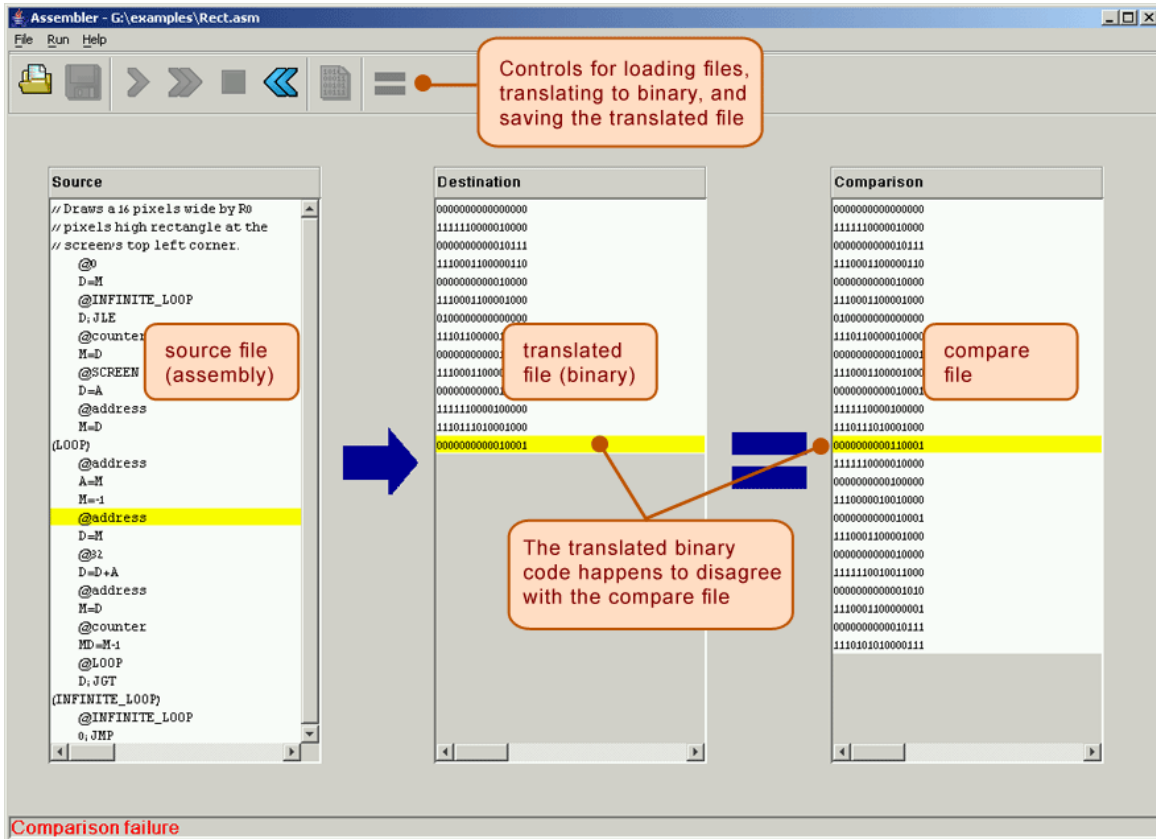 Assembler - G:\examples\Rect.asm
File Run Help
Controls for loading files,
translating to binary, and
saving the translated file
Source
// Draws a 16 pixels wide by R0
// pixels high rectangle at the
// screen's top left corner.
@0
D=M
@INFINITE_LOOP
D;JLE
@counter
M=D
@SCREEN
D=A
@address
M=D
(LOOP)
@address
A=M
M=-1
@address
D=M
@32
D=D+A
@address
M=D
@counter
MD=M-1
@LOOP
D;JGT
(INFINITE_LOOP)
@INFINITE_LOOP
0;JMP
source file
(assembly)
Destination
0000000000000000
1111110000010000
0000000000010111
1110001100000110
0000000000010000
1110001100001000
0100000000000000
1111110000100000
1110111010001000
0000000000010001
translated
file (binary)
Comparison
0000000000000000
1111110000010000
0000000000010111
1110001100000110
0000000000010000
1110001100001000
0100000000000000
1110110000010000
0000000000010001
1110001100001000
0000000000010001
1111110000100000
1110111010001000
0000000000110001
1111110000010000
0000000000100000
1110000010010000
0000000000010001
1110001100001000
0000000000010000
1111110010011000
0000000000001010
1110001100000001
0000000000010111
1110101010000111
compare
file
The translated binary
code happens to disagree
with the compare file
Comparison failure